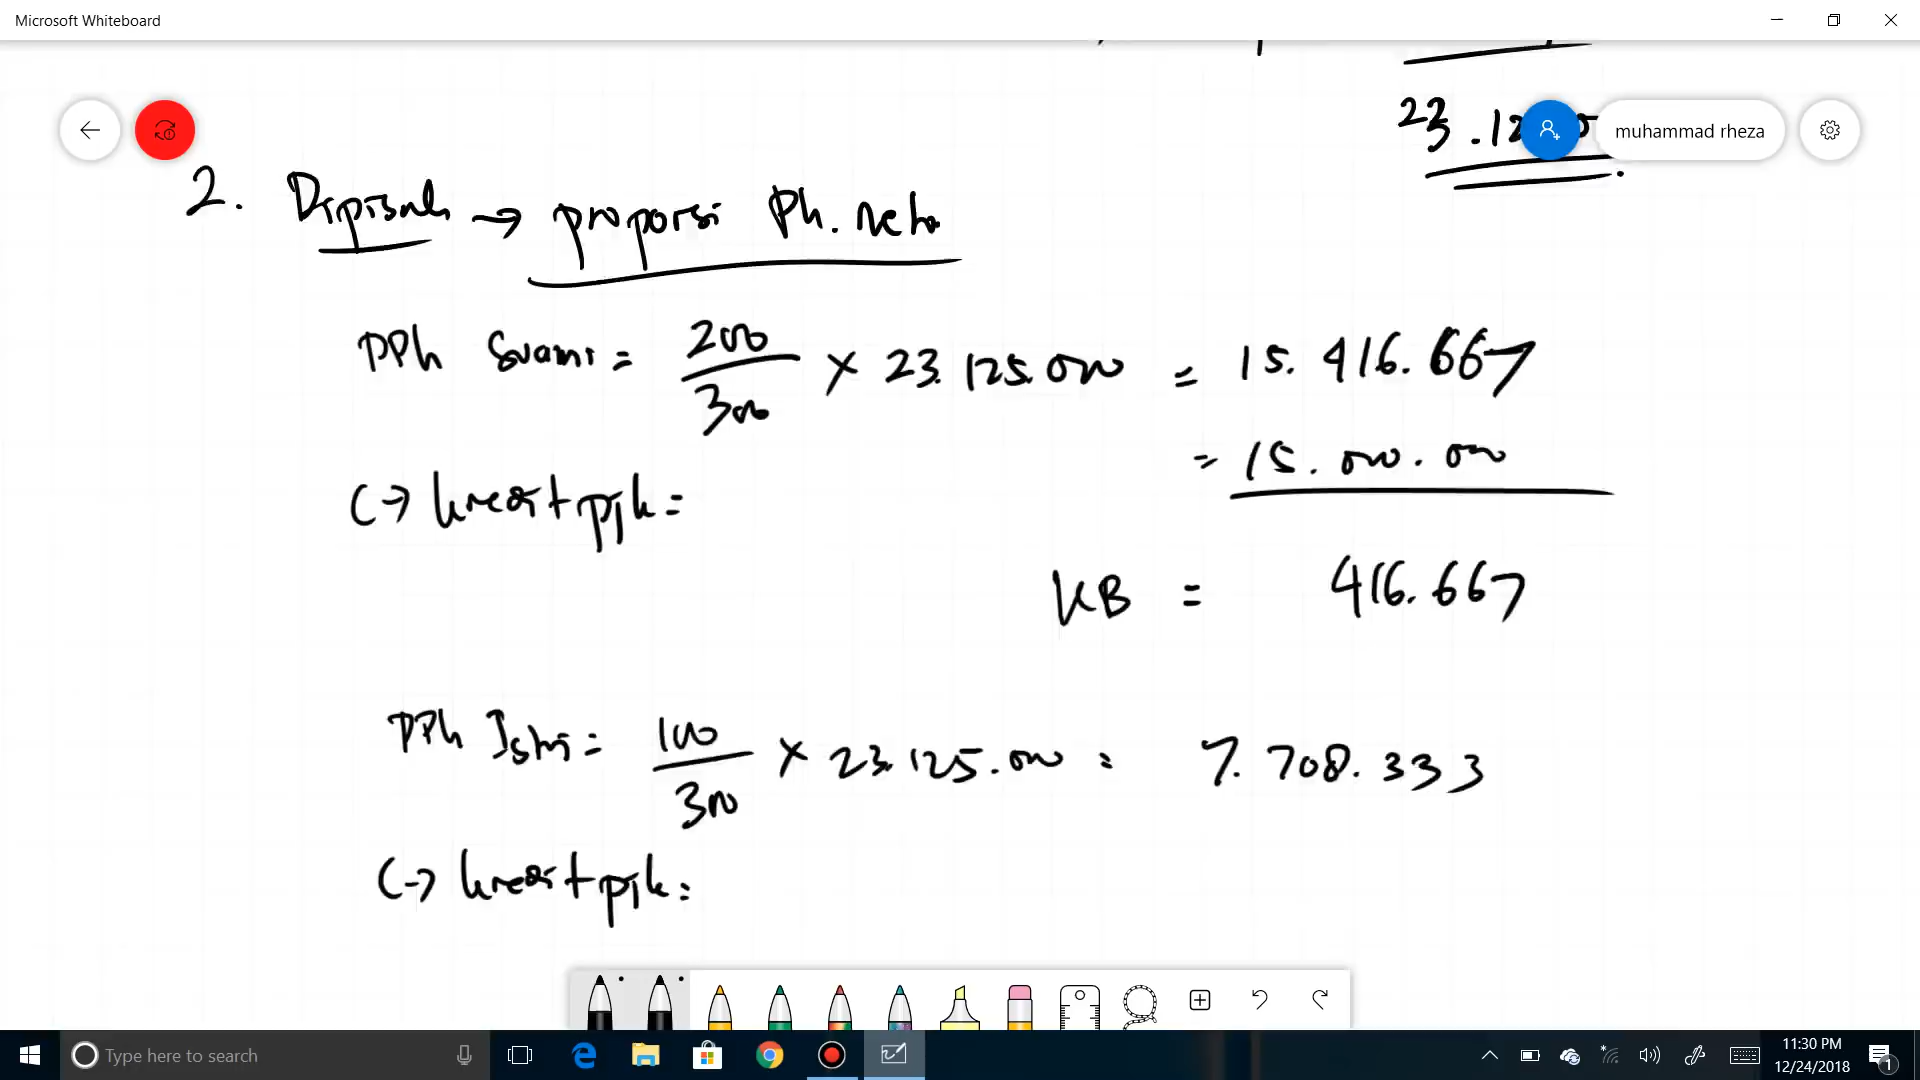 Microsoft Whiteboard
muhammad rheza
2. Dipisah → proporsi Ph. Neto
PPh Suami = 200/300 × 23.125.000 = 15.416.667
↳ kredit pjk = = 15.000.000
KB = 416.667
PPh Istri = 100/300 × 23.125.000 = 7.708.333
↳ kredit pjk =
Type here to search
11:30 PM
12/24/2018
1